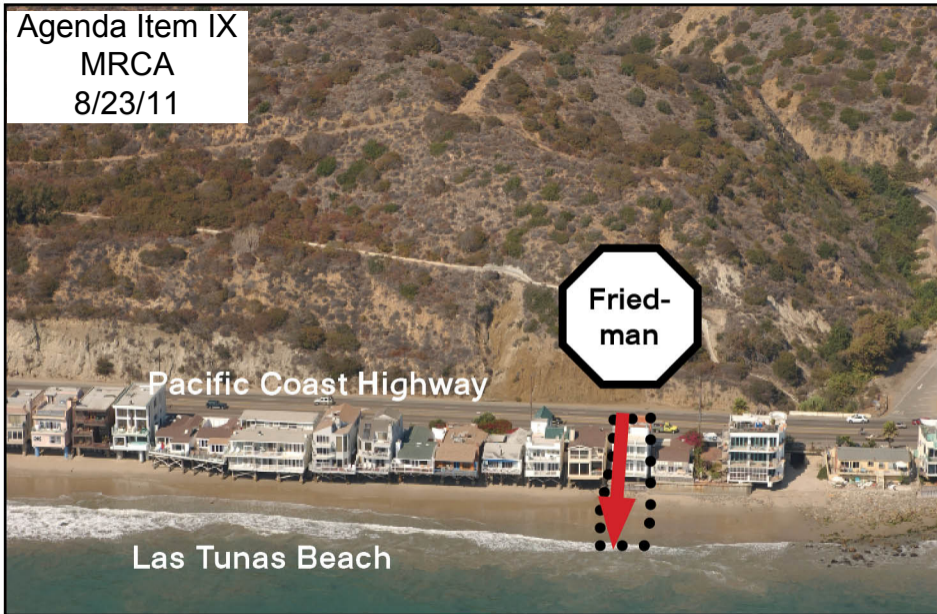 Agenda Item IX
MRCA
8/23/11
Fried-
man
Pacific Coast Highway
Las Tunas Beach